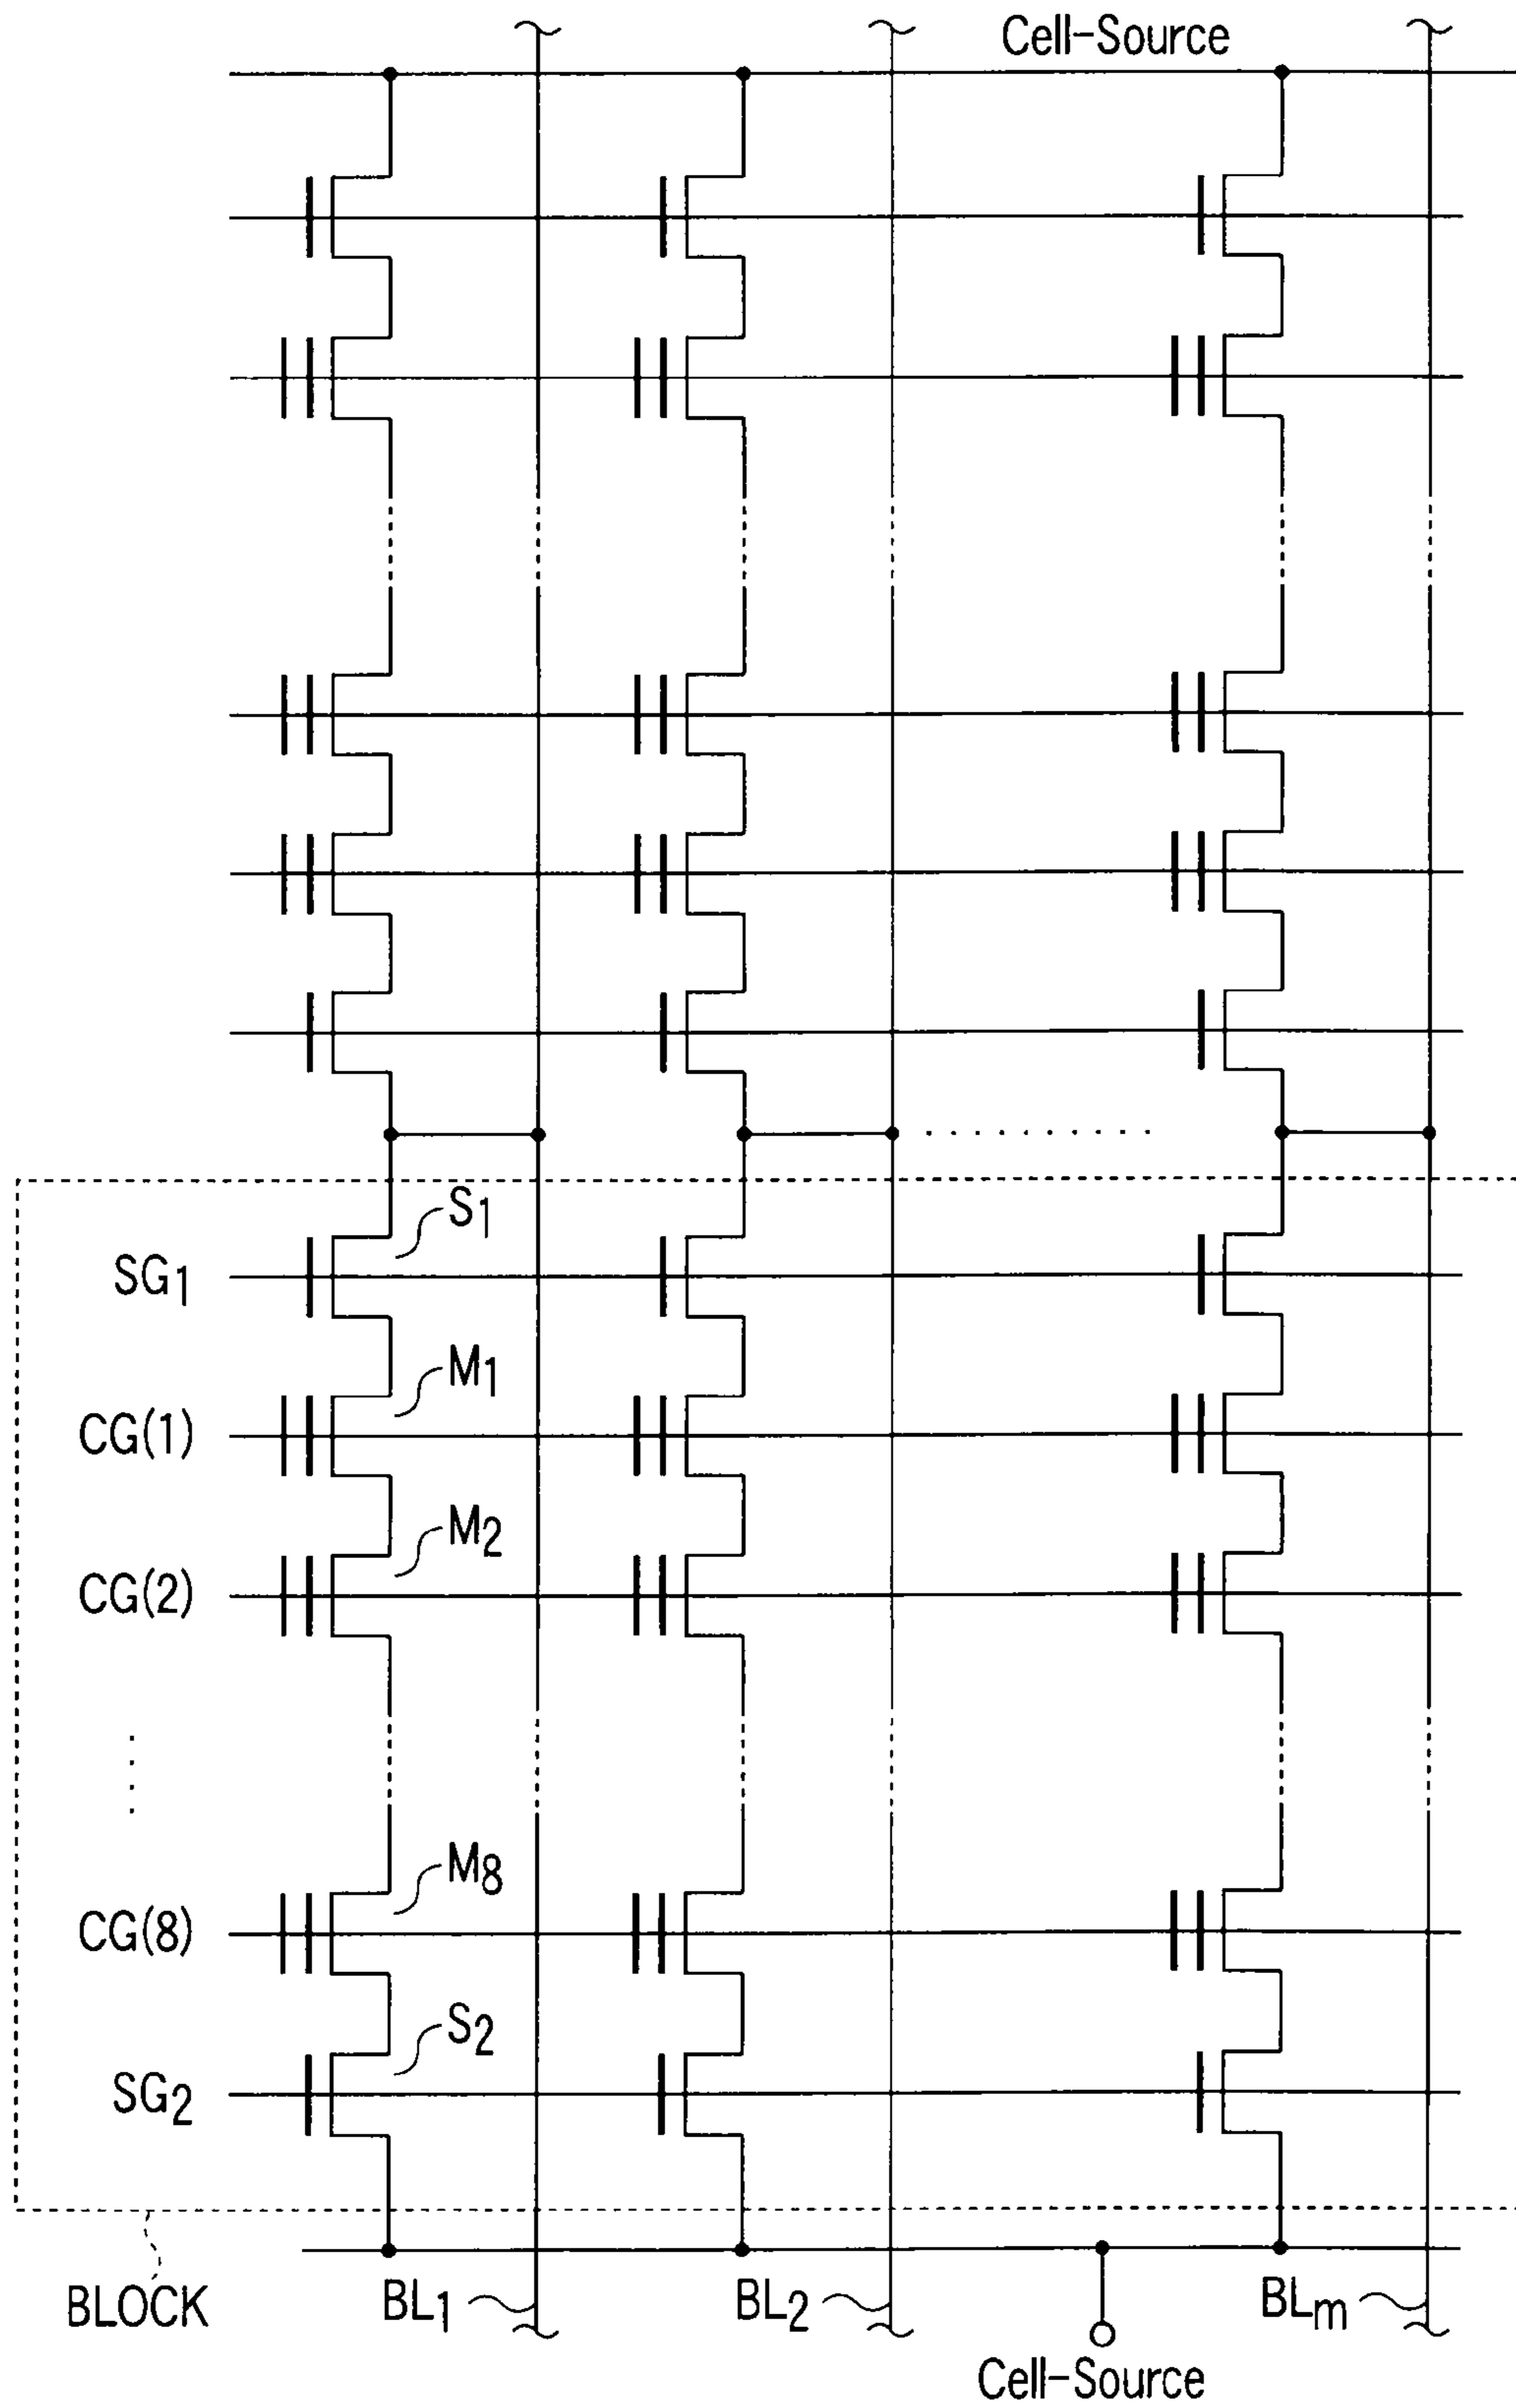 Cell-Source
S1
SG1
M1
CG(1)
M2
CG(2)
M8
CG(8)
S2
SG2
BLOCK
BL1
BL2
BLm
Cell-Source